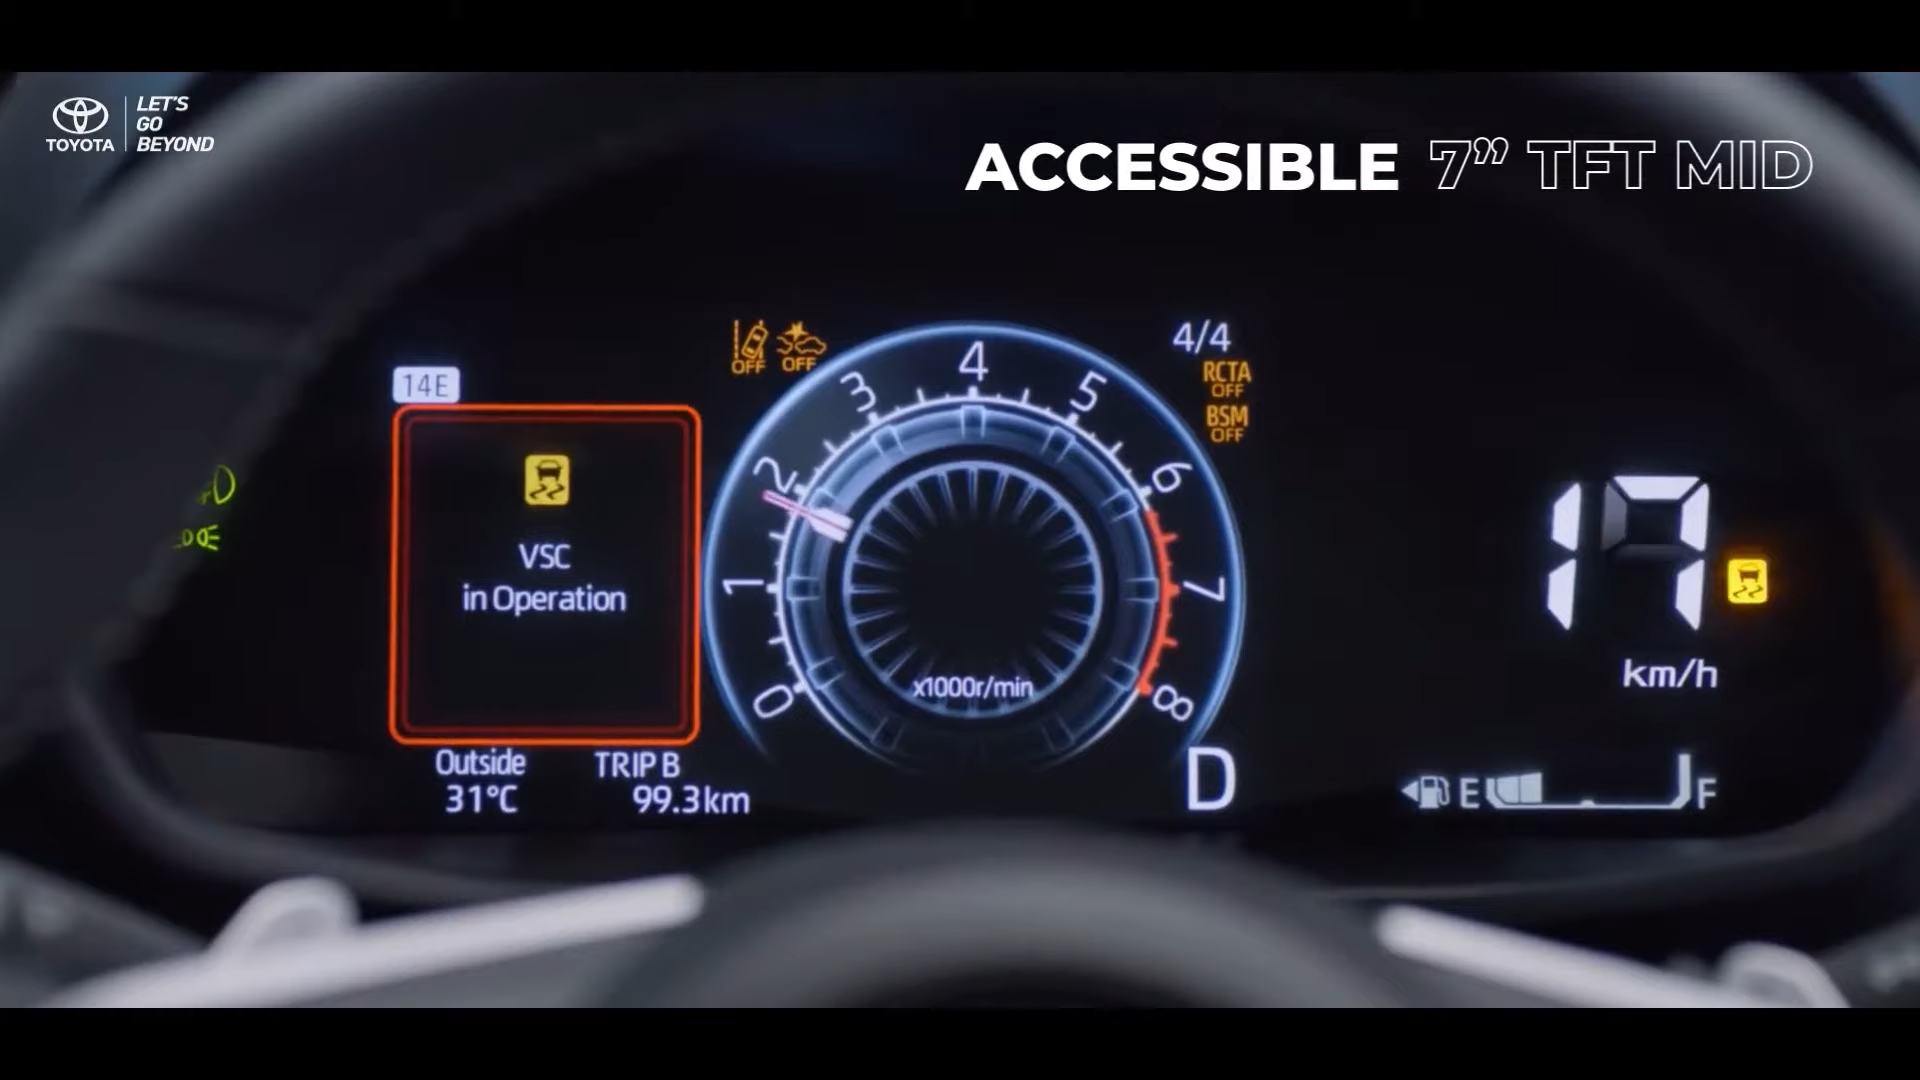 TOYOTA
LET'S
GO
BEYOND
ACCESSIBLE 7” TFT MID
14E
VSC
in Operation
Outside
31°C
TRIP B
99.3km
OFF
OFF
0
1
2
3
4
5
6
7
8
x1000r/min
4/4
RCTA
OFF
BSM
OFF
D
km/h
E
F